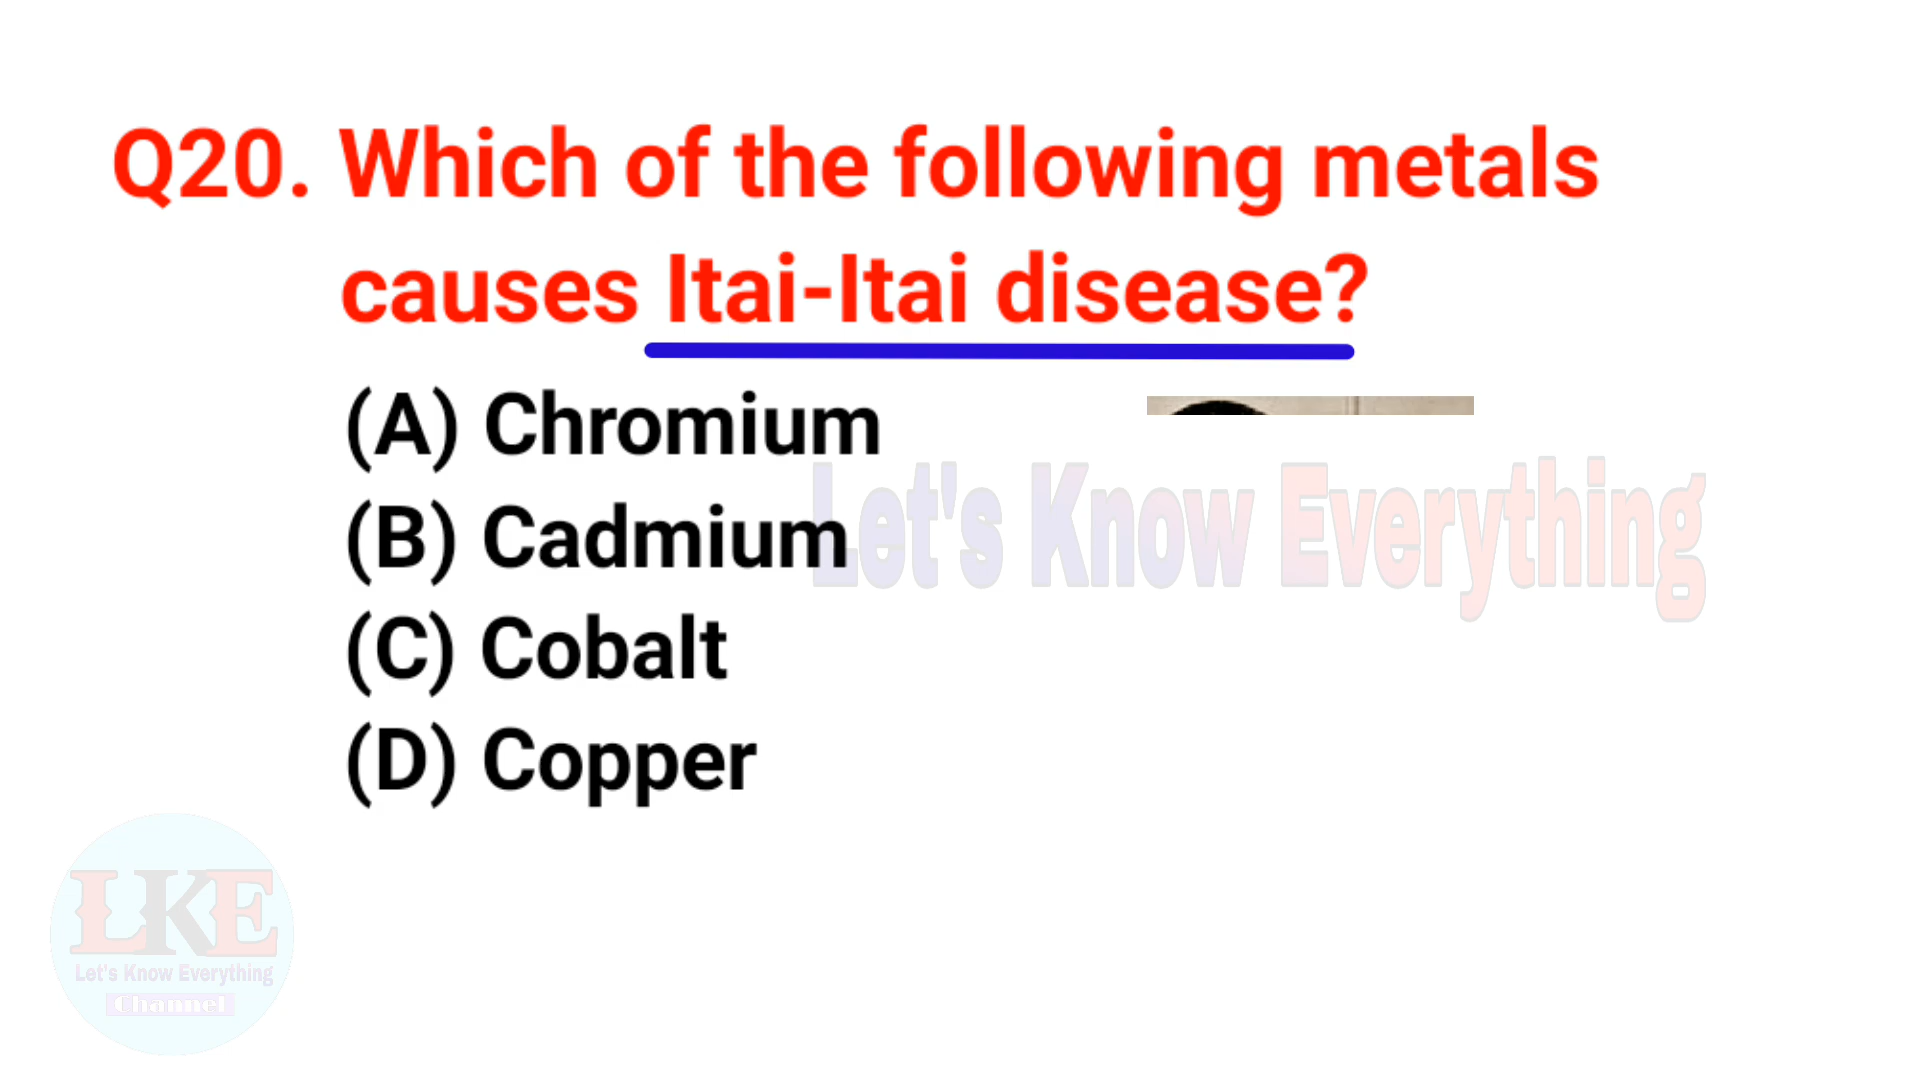 Q20. Which of the following metals
causes Itai-Itai disease?
(A) Chromium
(B) Cadmium
Let's Know Everything
(C) Cobalt
(D) Copper
LKE
Let's Know Everything
Channel